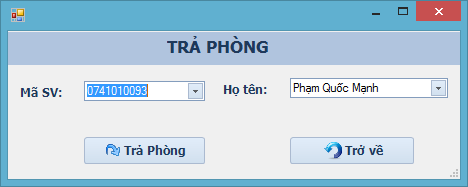 TRẢ PHÒNG
Mã SV: 0741010093 Họ tên: Phạm Quốc Mạnh
Trả Phòng Trở về